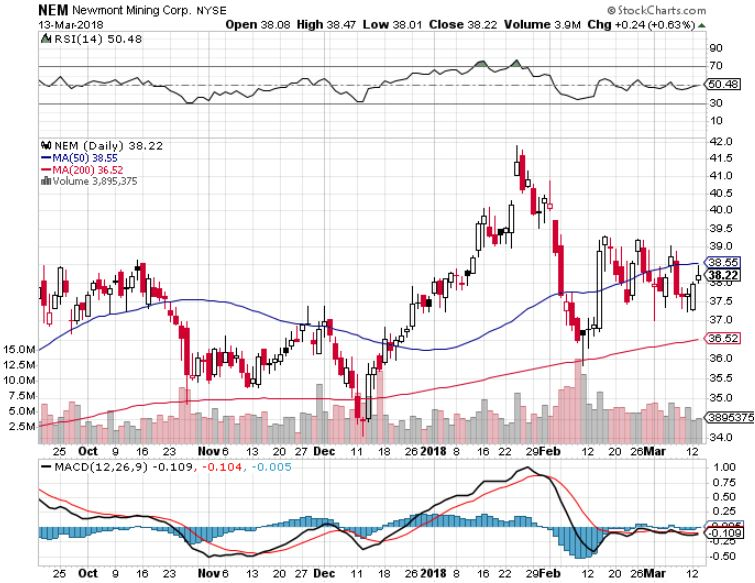 NEM Newmont Mining Corp. NYSE
© StockCharts.com
13-Mar-2018
Open 38.08 High 38.47 Low 38.01 Close 38.22 Volume 3.9M Chg +0.24 (+0.63%)
RSI(14) 50.48
90
70
50.48
30
10
NEM (Daily) 38.22
MA(50) 38.55
MA(200) 36.52
Volume 3,895,375
42.0
41.5
41.0
40.5
40.0
39.5
39.0
38.55
38.22
38.0
37.5
37.0
36.52
36.0
35.5
35.0
3895375
34.0
15.0M
12.5M
10.0M
7.5M
5.0M
2.5M
25 Oct 9 16 23 Nov 6 13 20 27 Dec 11 18 26 2018 8 16 22 29 Feb 12 20 26 Mar 12
MACD(12,26,9) -0.109, -0.104, -0.005
1.00
0.75
0.50
0.25
-0.109
-0.25
-0.50
25 Oct 9 16 23 Nov 6 13 20 27 Dec 11 18 26 2018 8 16 22 29 Feb 12 20 26 Mar 12